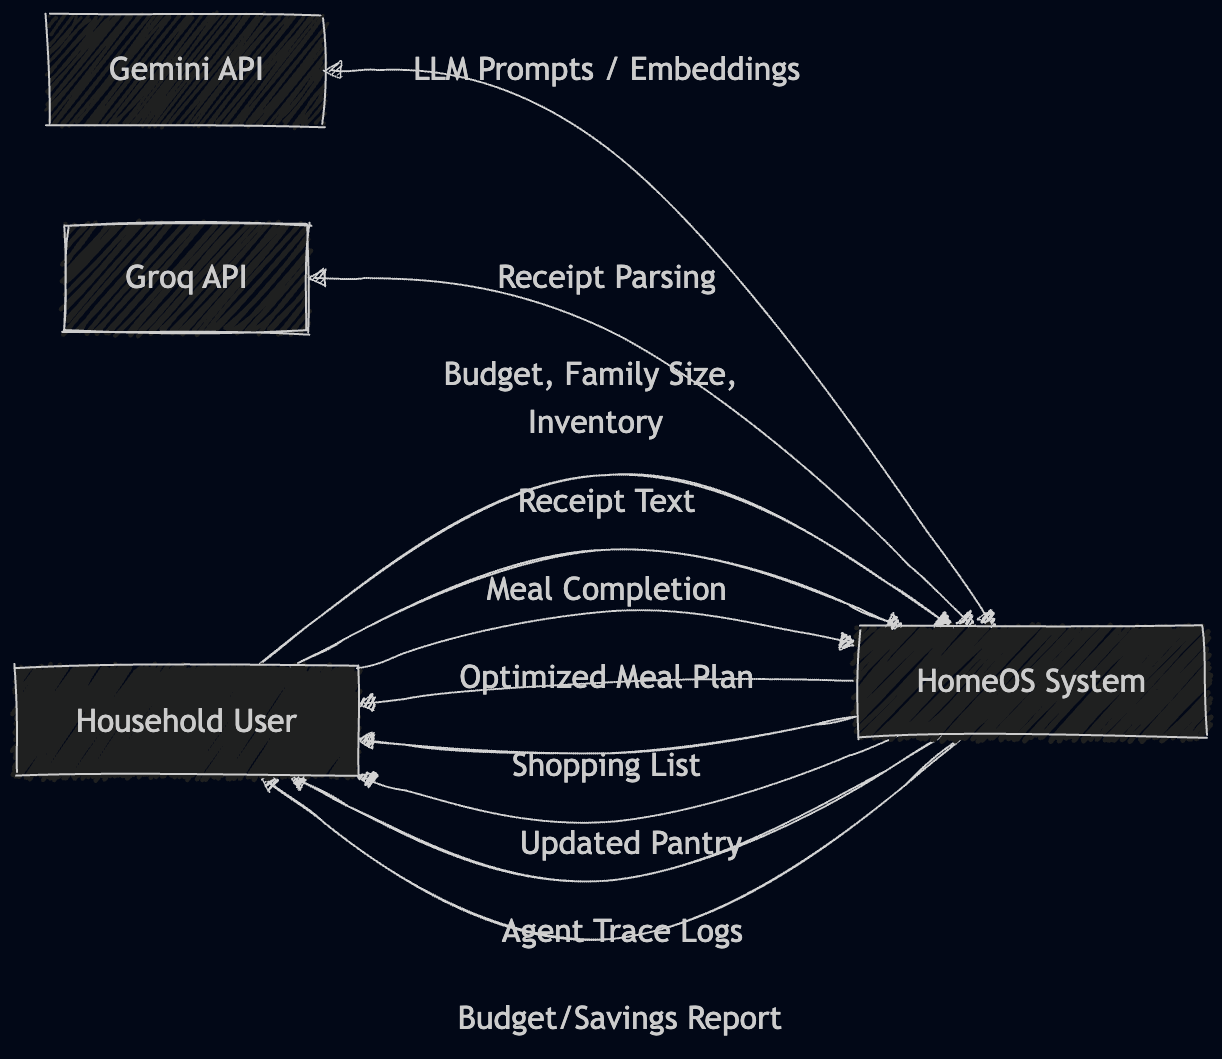 Gemini API
LLM Prompts / Embeddings
Groq API
Receipt Parsing
Budget, Family Size,
Inventory
Receipt Text
Meal Completion
Optimized Meal Plan
HomeOS System
Household User
Shopping List
Updated Pantry
Agent Trace Logs
Budget/Savings Report